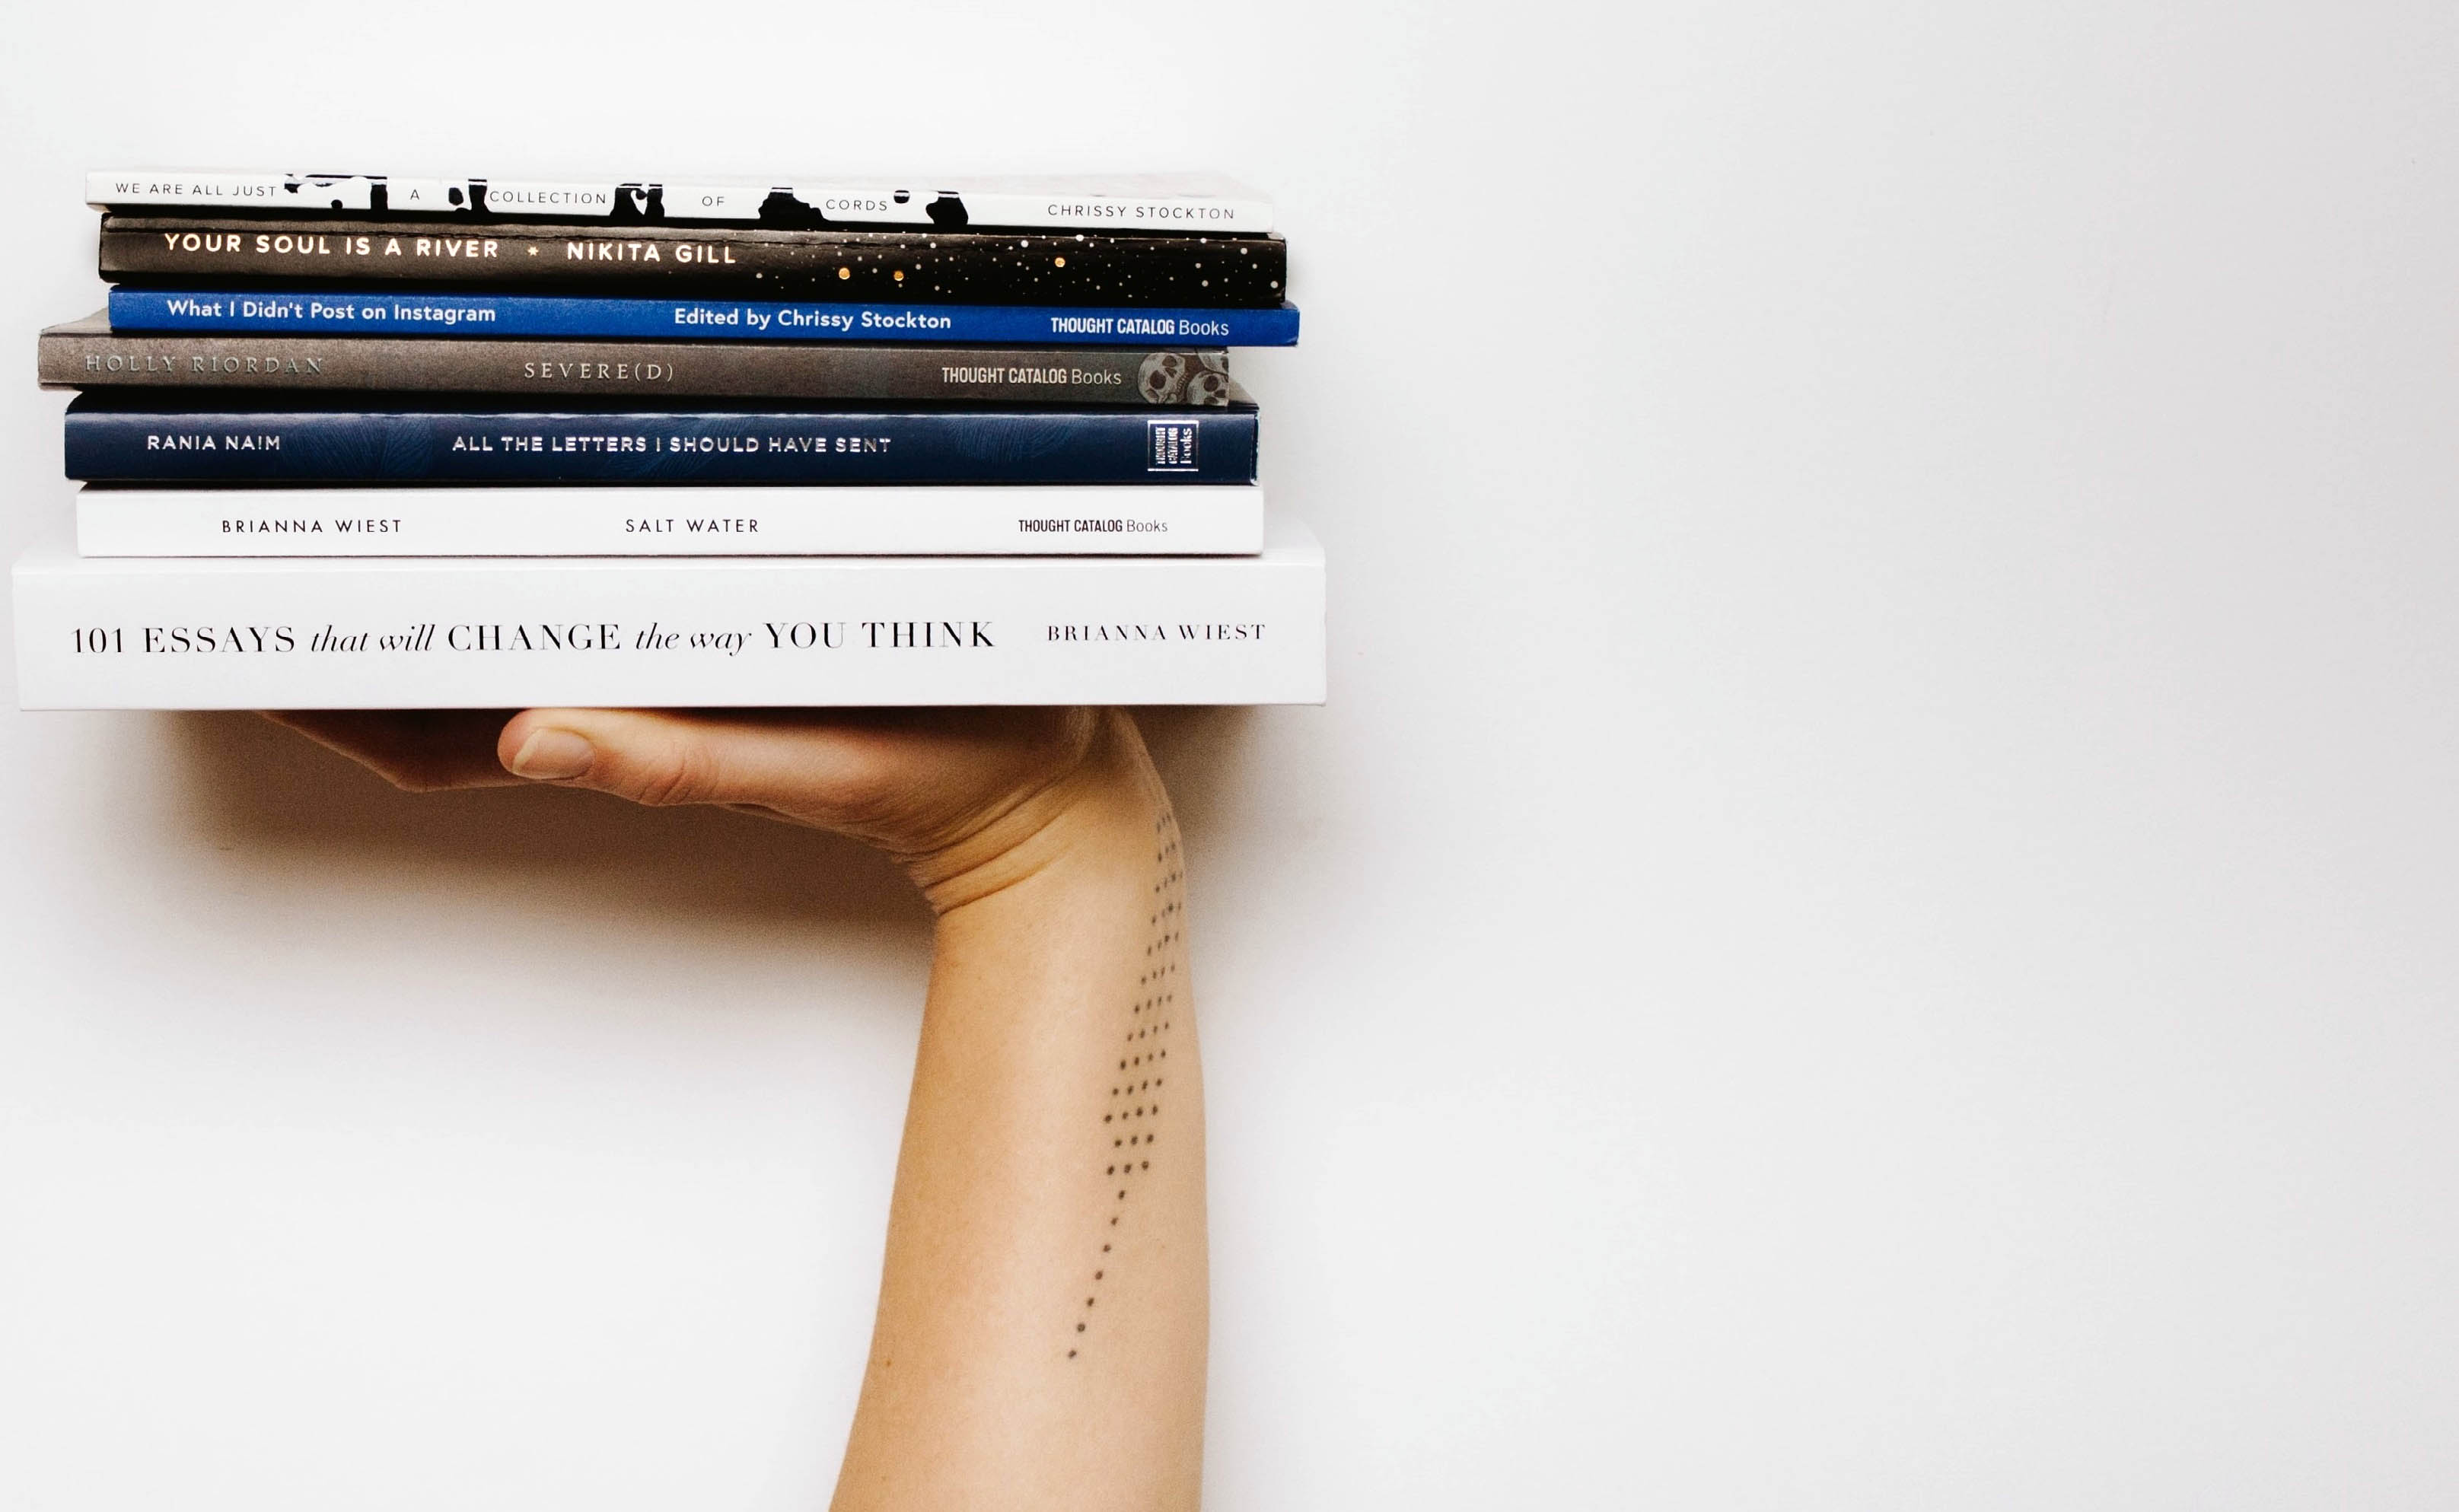 WE ARE ALL JUST A COLLECTION OF CORDS CHRISSY STOCKTON
YOUR SOUL IS A RIVER * NIKITA GILL
What I Didn't Post on Instagram Edited by Chrissy Stockton THOUGHT CATALOG Books
HOLLY RIORDAN SEVERE(D) THOUGHT CATALOG Books
RANIA NAIM ALL THE LETTERS I SHOULD HAVE SENT THOUGHT CATALOG Books
BRIANNA WIEST SALT WATER THOUGHT CATALOG Books
101 ESSAYS that will CHANGE the way YOU THINK BRIANNA WIEST